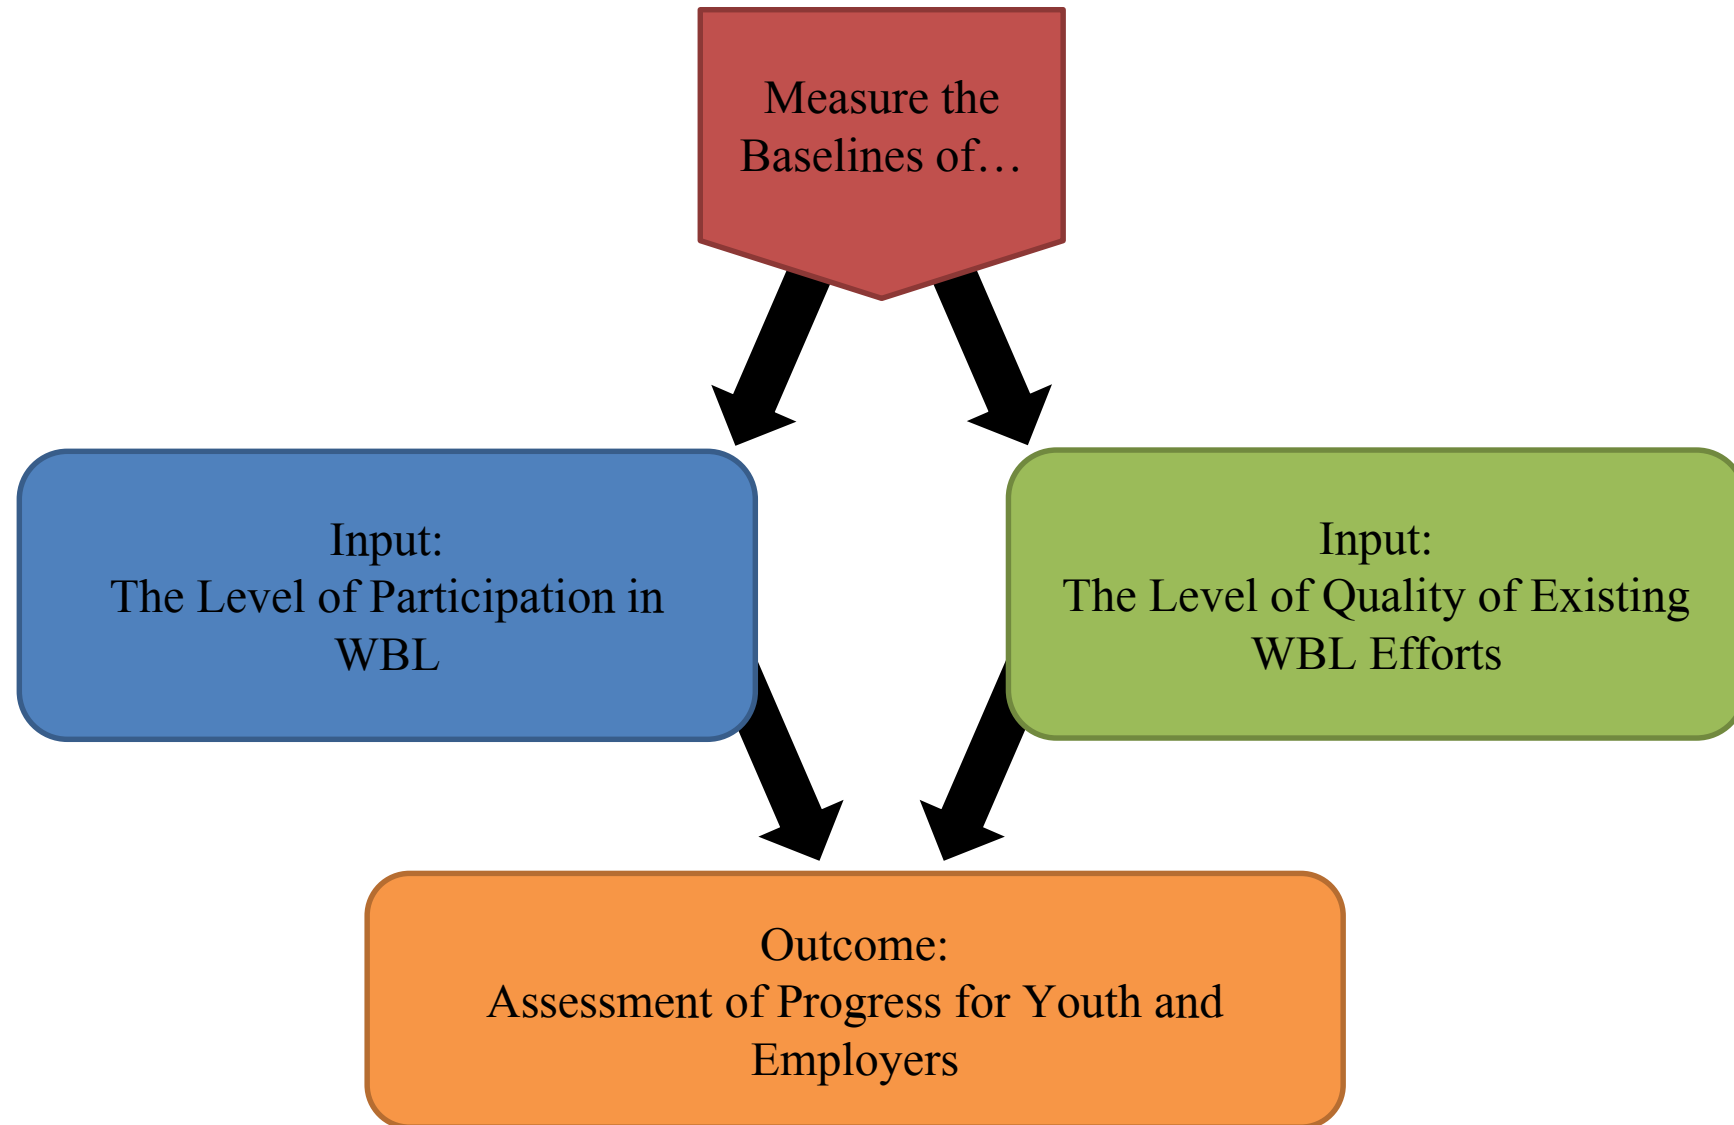 Measure the
Baselines of…
Input:
The Level of Participation in
WBL
Input:
The Level of Quality of Existing
WBL Efforts
Outcome:
Assessment of Progress for Youth and
Employers